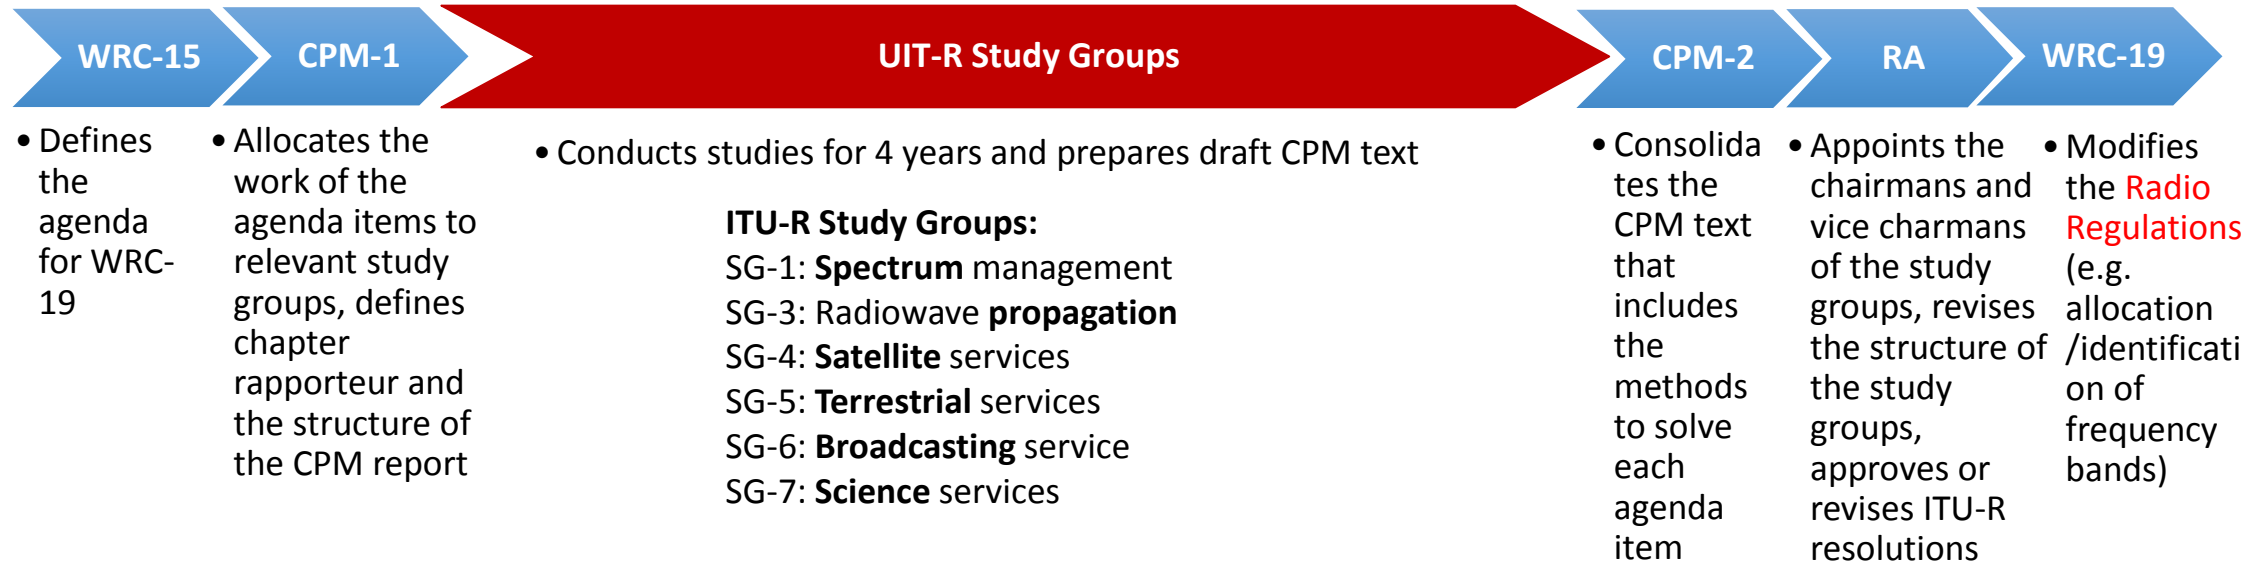 WRC-15
CPM-1
UIT-R Study Groups
CPM-2
RA
WRC-19
• Defines
the
agenda
for WRC-
19
• Allocates the
work of the
agenda items to
relevant study
groups, defines
chapter
rapporteur and
the structure of
the CPM report
• Conducts studies for 4 years and prepares draft CPM text
ITU-R Study Groups:
SG-1: Spectrum management
SG-3: Radiowave propagation
SG-4: Satellite services
SG-5: Terrestrial services
SG-6: Broadcasting service
SG-7: Science services
• Consolida
tes the
CPM text
that
includes
the
methods
to solve
each
agenda
item
• Appoints the
chairmans and
vice charmans
of the study
groups, revises
the structure of
the study
groups,
approves or
revises ITU-R
resolutions
• Modifies
the Radio
Regulations
(e.g.
allocation
/identificati
on of
frequency
bands)